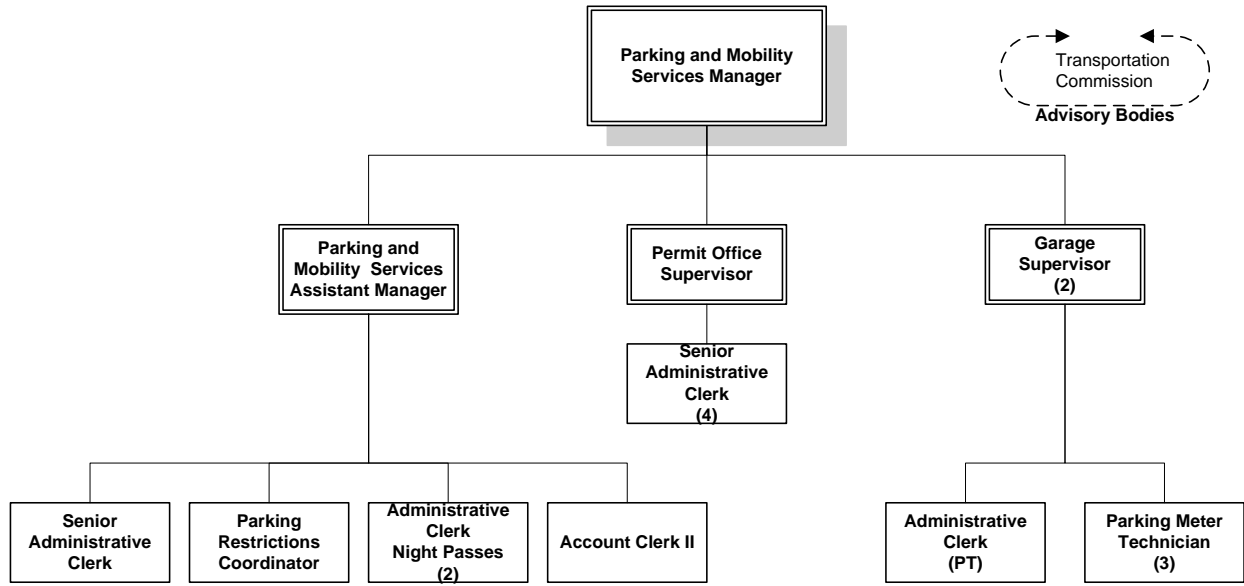 Parking and Mobility
Services Manager
Transportation
Commission
Advisory Bodies
Parking and
Mobility Services
Assistant Manager
Permit Office
Supervisor
Garage
Supervisor
(2)
Senior
Administrative
Clerk
(4)
Senior
Administrative
Clerk
Parking
Restrictions
Coordinator
Administrative
Clerk
Night Passes
(2)
Account Clerk II
Administrative
Clerk
(PT)
Parking Meter
Technician
(3)